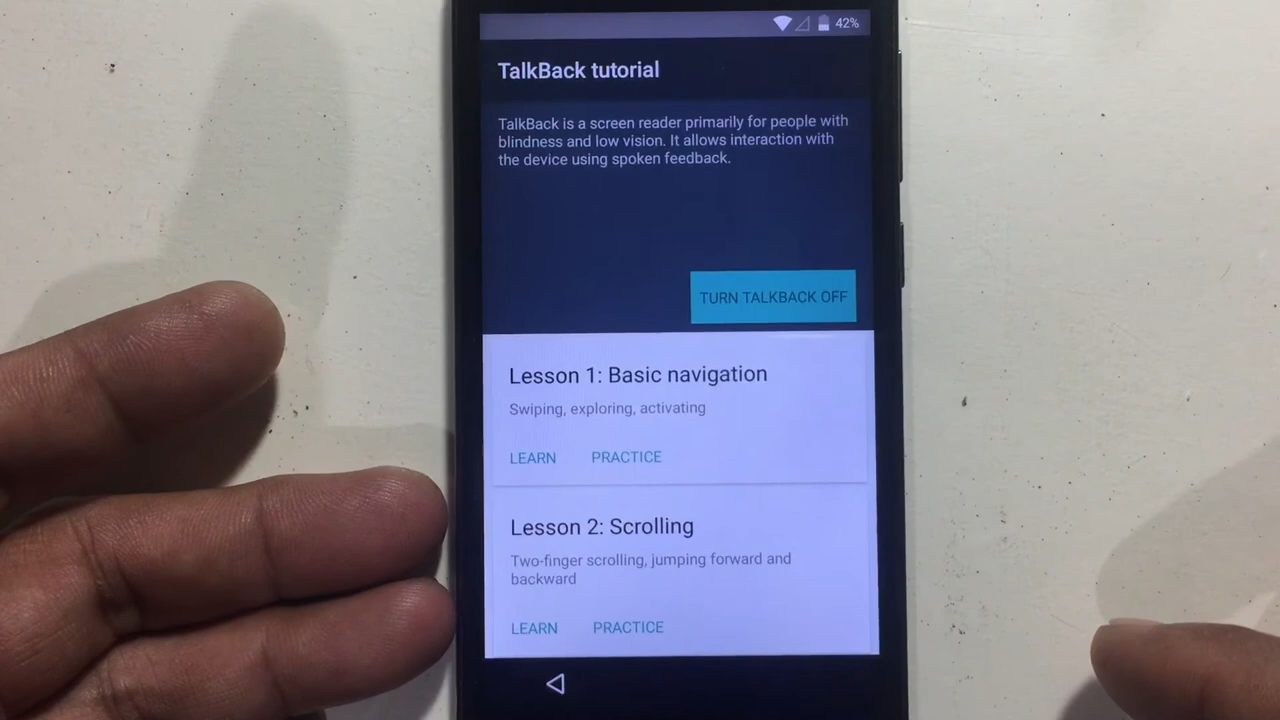 42%
TalkBack tutorial
TalkBack is a screen reader primarily for people with
blindness and low vision. It allows interaction with
the device using spoken feedback.
TURN TALKBACK OFF
Lesson 1: Basic navigation
Swiping, exploring, activating
LEARN PRACTICE
Lesson 2: Scrolling
Two-finger scrolling, jumping forward and
backward
LEARN PRACTICE